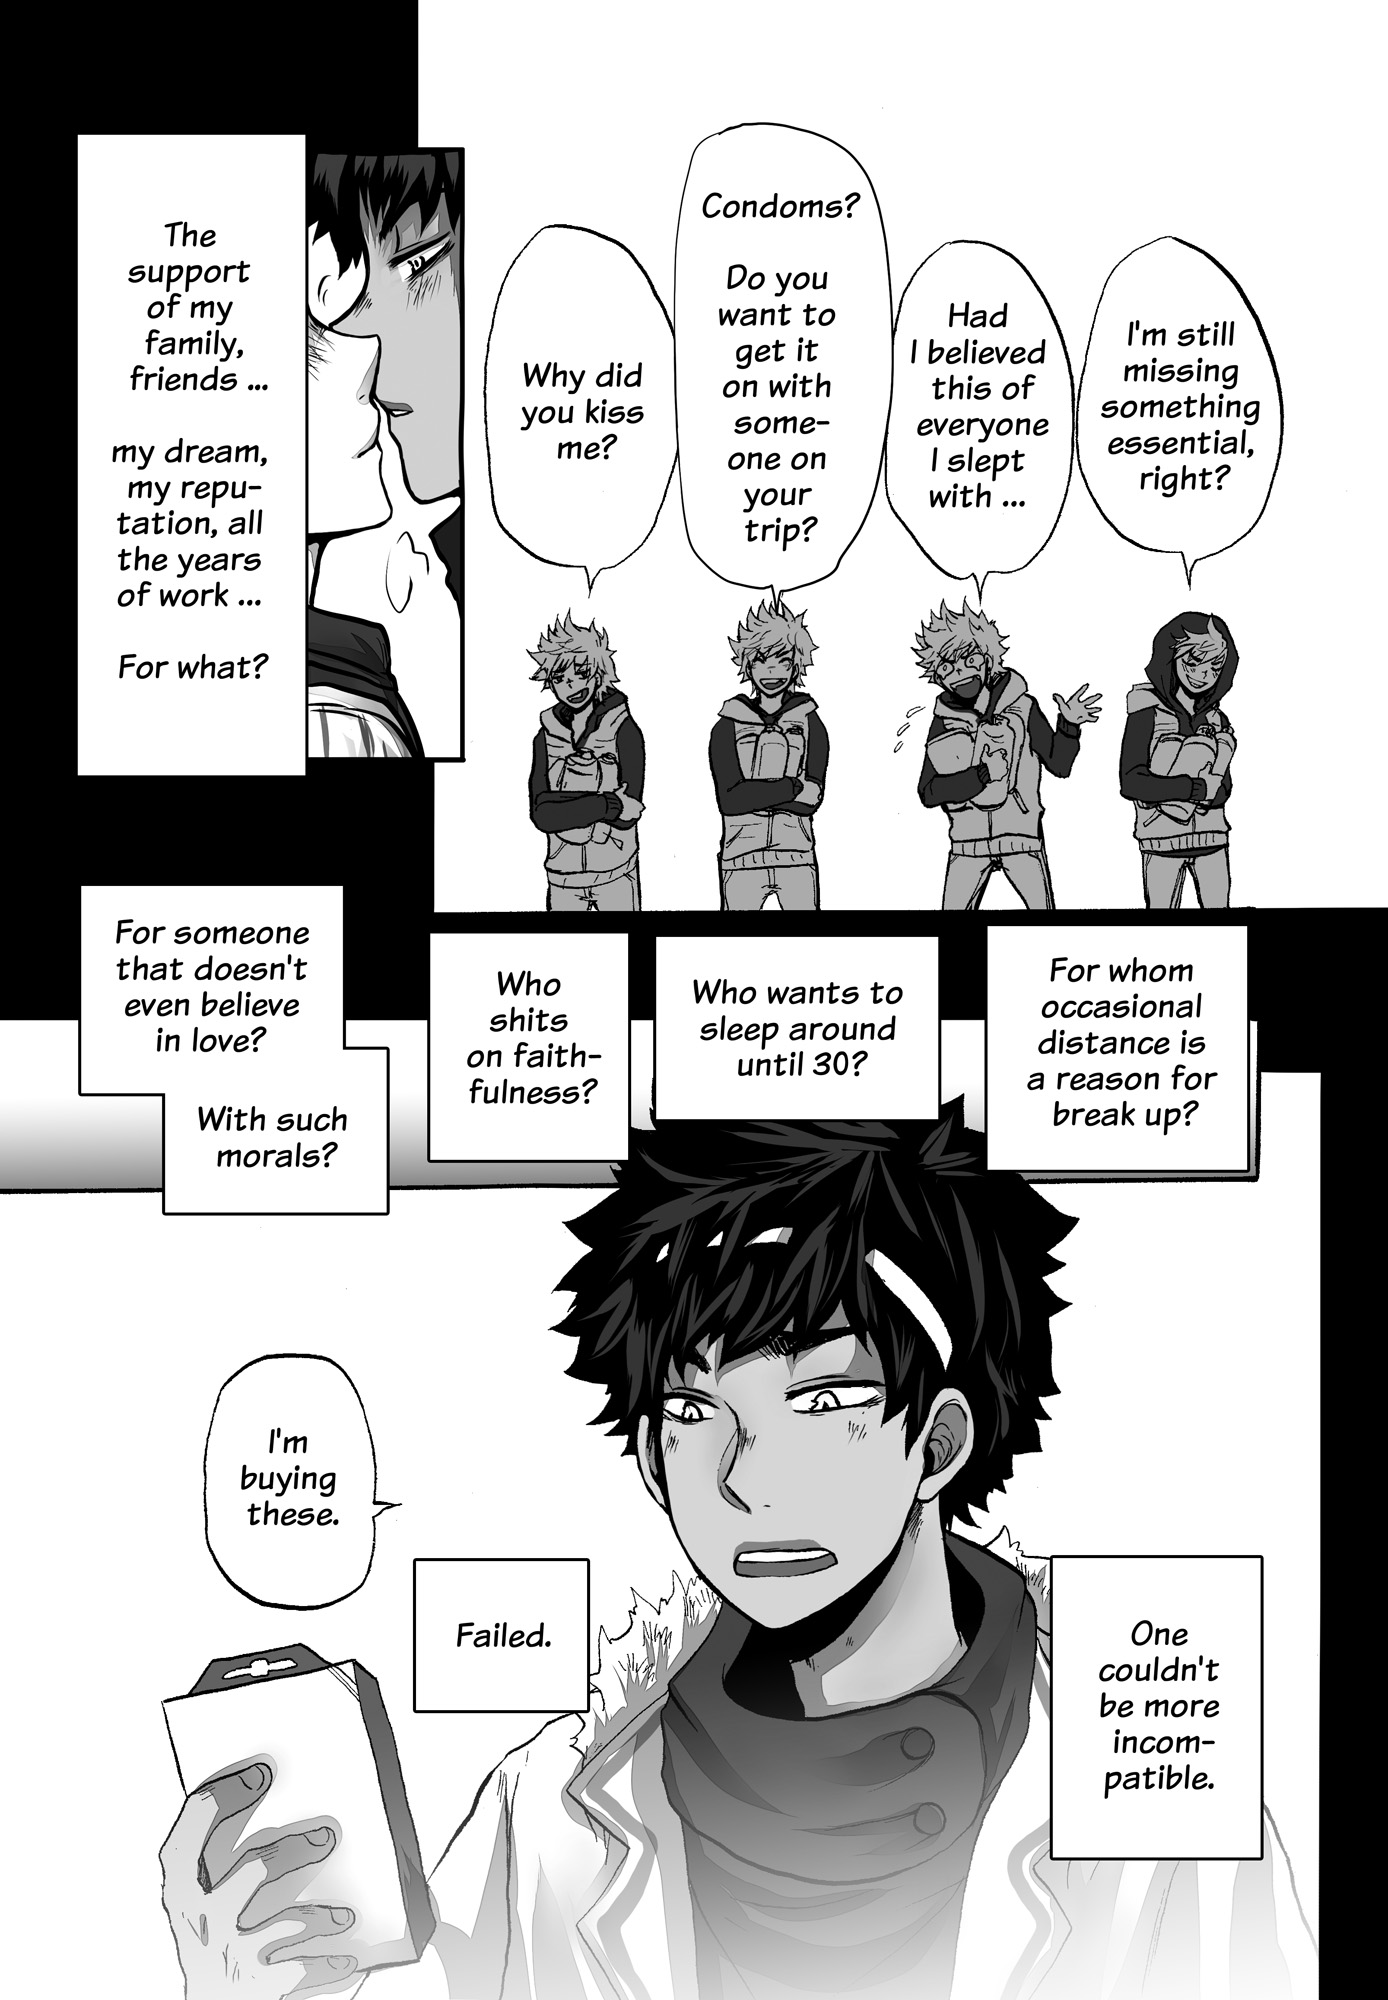 The
support
of my
family,
friends ...
my dream,
my repu-
tation, all
the years
of work ...
For what?
Why did
you kiss
me?
Condoms?
Do you
want to
get it
on with
some-
one on
your
trip?
Had
I believed
this of
everyone
I slept
with ...
I'm still
missing
something
essential,
right?
For someone
that doesn't
even believe
in love?
With such
morals?
Who
shits
on faith-
fulness?
Who wants to
sleep around
until 30?
For whom
occasional
distance is
a reason for
break up?
I'm
buying
these.
Failed.
One
couldn't
be more
incom-
patible.